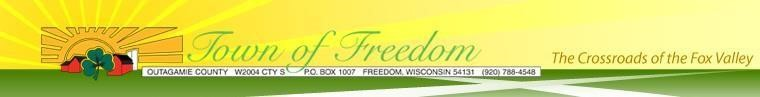 Town of Freedom
The Crossroads of the Fox Valley
OUTAGAMIE COUNTY W2004 CTY S P.O. BOX 1007 FREEDOM, WISCONSIN 54131 (920) 788-4548